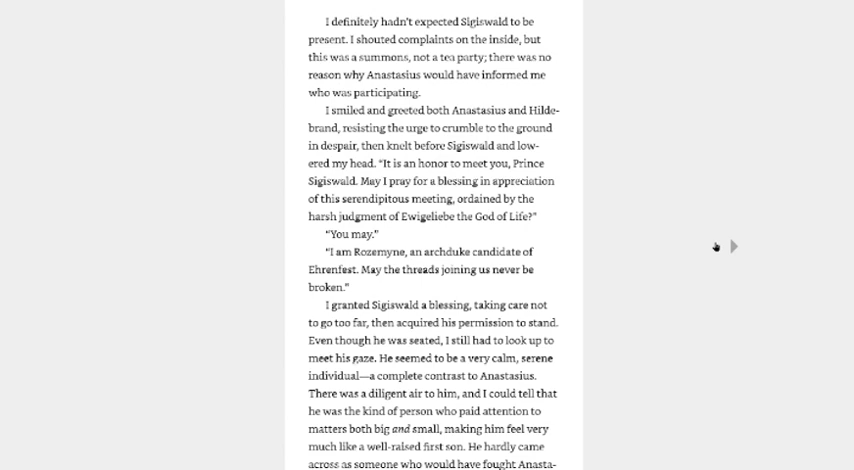 I definitely hadn't expected Sigiswald to be
present. I shouted complaints on the inside, but
this was a summons, not a tea party; there was no
reason why Anastasius would have informed me
who was participating.
I smiled and greeted both Anastasius and Hilde-
brand, resisting the urge to crumble to the ground
in despair, then knelt before Sigiswald and low-
ered my head. “It is an honor to meet you, Prince
Sigiswald. May I pray for a blessing in appreciation
of this serendipitous meeting, ordained by the
harsh judgment of Ewigeliebe the God of Life?”
“You may.”
“I am Rozemyne, an archduke candidate of
Ehrenfest. May the threads joining us never be
broken.”
I granted Sigiswald a blessing, taking care not
to go too far, then acquired his permission to stand.
Even though he was seated, I still had to look up to
meet his gaze. He seemed to be a very calm, serene
individual—a complete contrast to Anastasius.
There was a diligent air to him, and I could tell that
he was the kind of person who paid attention to
matters both big and small, making him feel very
much like a well-raised first son. He hardly came
across as someone who would have fought Anasta-